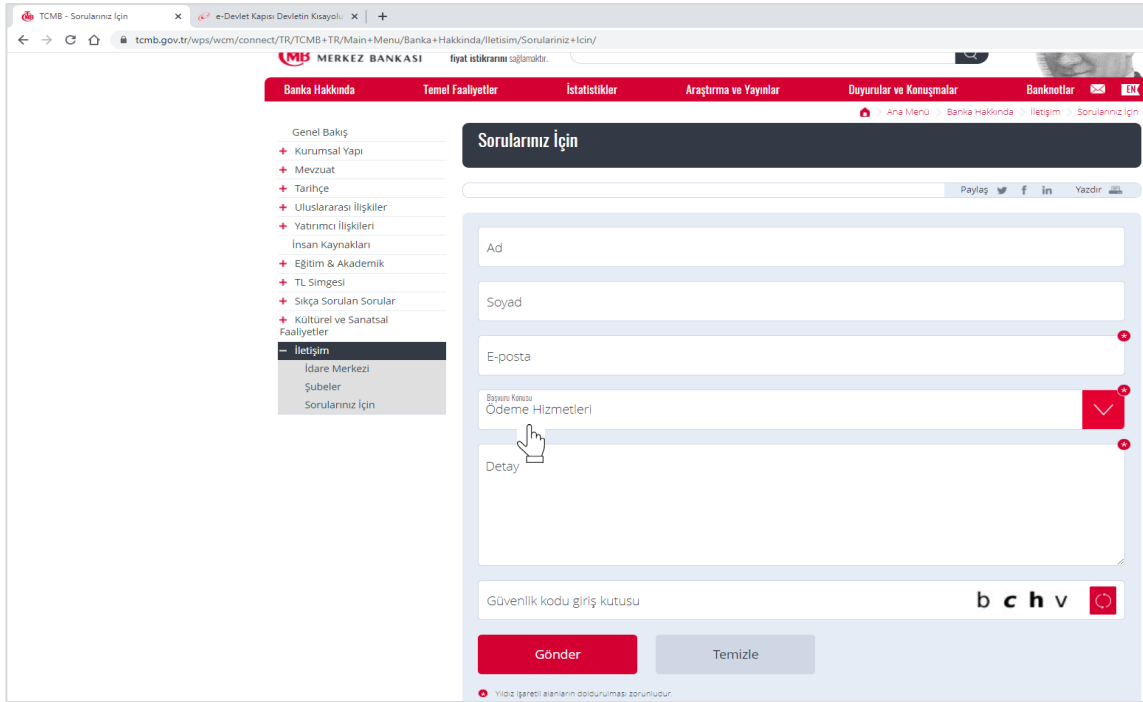 TCMB - Sorularınız İçin
e-Devlet Kapısı Devletin Kısayolu
tcmb.gov.tr/wps/wcm/connect/TR/TCMB+TR/Main+Menu/Banka+Hakkinda/Iletisim/Sorulariniz+Icin/
MB MERKEZ BANKASI
fiyat istikrarını sağlamaktır.
Banka Hakkında
Temel Faaliyetler
İstatistikler
Araştırma ve Yayınlar
Duyurular ve Konuşmalar
Banknotlar
EN
Ana Menü > Banka Hakkında > İletişim > Sorularınız İçin
Genel Bakış
+ Kurumsal Yapı
+ Mevzuat
+ Tarihçe
+ Uluslararası İlişkiler
+ Yatırımcı İlişkileri
İnsan Kaynakları
+ Eğitim & Akademik
+ TL Simgesi
+ Sıkça Sorulan Sorular
+ Kültürel ve Sanatsal
Faaliyetler
− İletişim
İdare Merkezi
Şubeler
Sorularınız İçin
Sorularınız İçin
Paylaş
Yazdır
Ad
Soyad
E-posta
Başvuru Konusu
Ödeme Hizmetleri
Detay
Güvenlik kodu giriş kutusu
b c h v
Gönder
Temizle
Yıldız işaretli alanların doldurulması zorunludur.